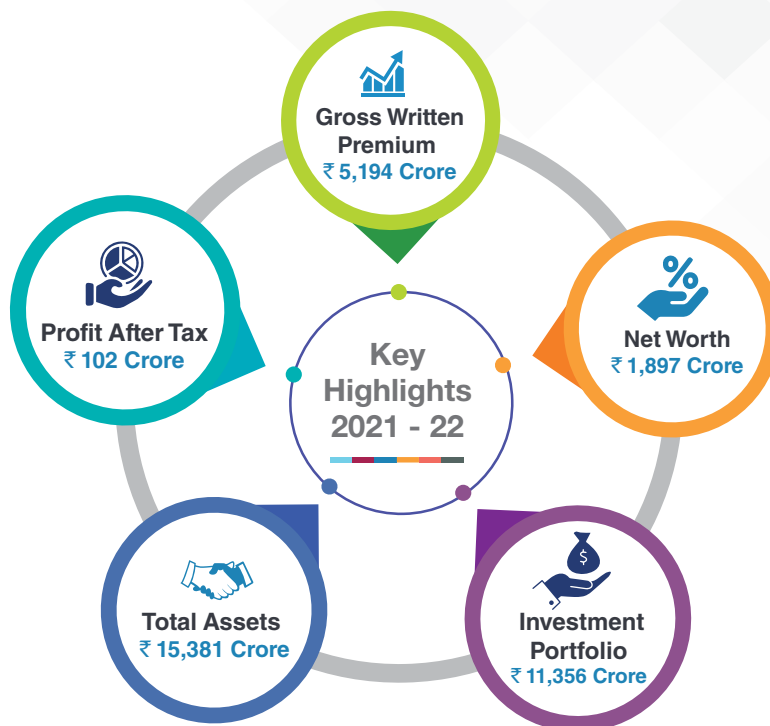 Gross Written
Premium
₹ 5,194 Crore
Net Worth
₹ 1,897 Crore
Investment
Portfolio
₹ 11,356 Crore
Total Assets
₹ 15,381 Crore
Profit After Tax
₹ 102 Crore
Key
Highlights
2021 - 22
%
$